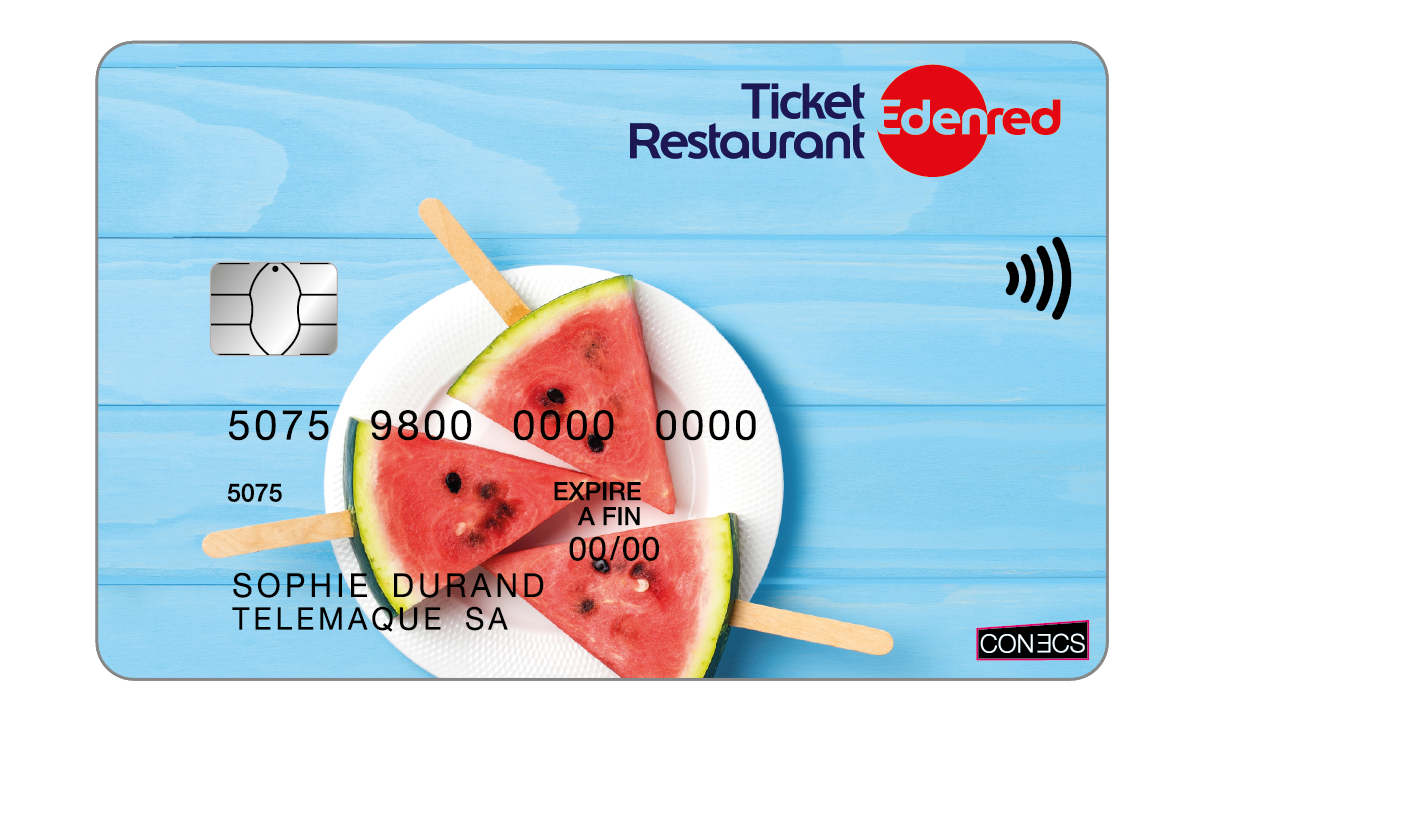 Ticket
Restaurant
Edenred
5075 9800 0000 0000
5075
EXPIRE
A FIN
00/00
SOPHIE DURAND
TELEMAQUE SA
CONƎCS